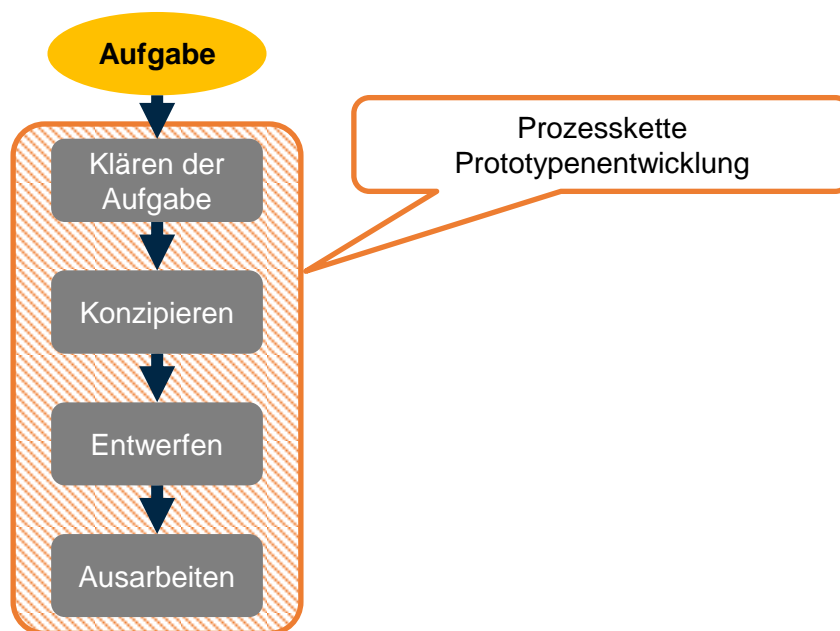 Aufgabe
Klären der
Aufgabe
Konzipieren
Entwerfen
Ausarbeiten
Prozesskette
Prototypenentwicklung